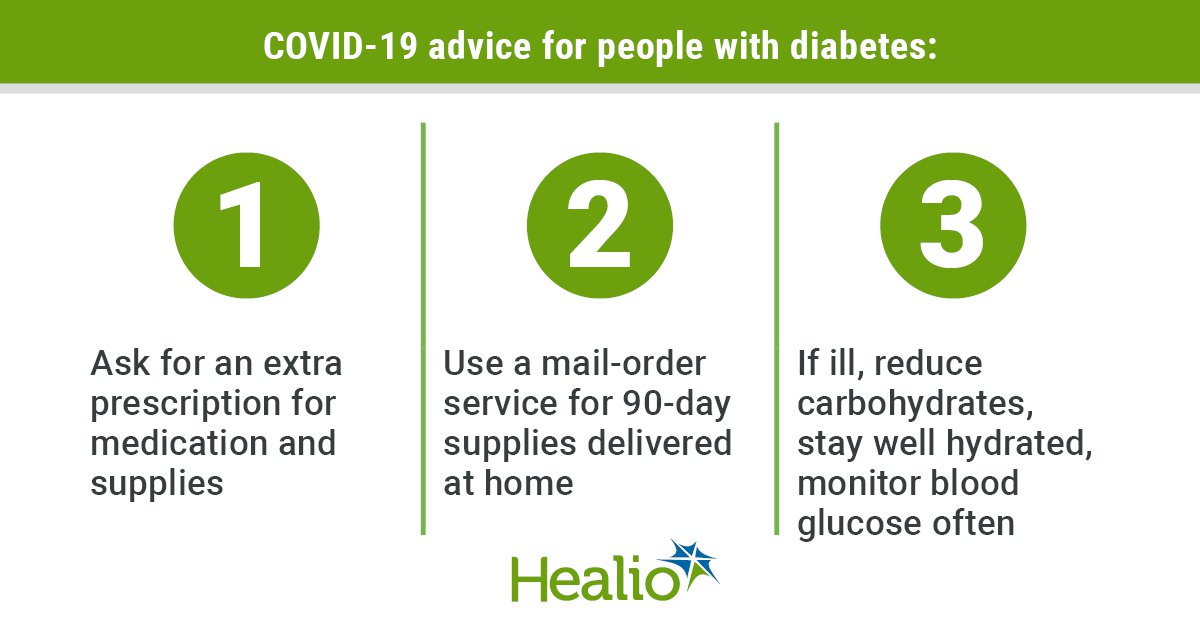 COVID-19 advice for people with diabetes:
1
Ask for an extra
prescription for
medication and
supplies
2
Use a mail-order
service for 90-day
supplies delivered
at home
3
If ill, reduce
carbohydrates,
stay well hydrated,
monitor blood
glucose often
Healio